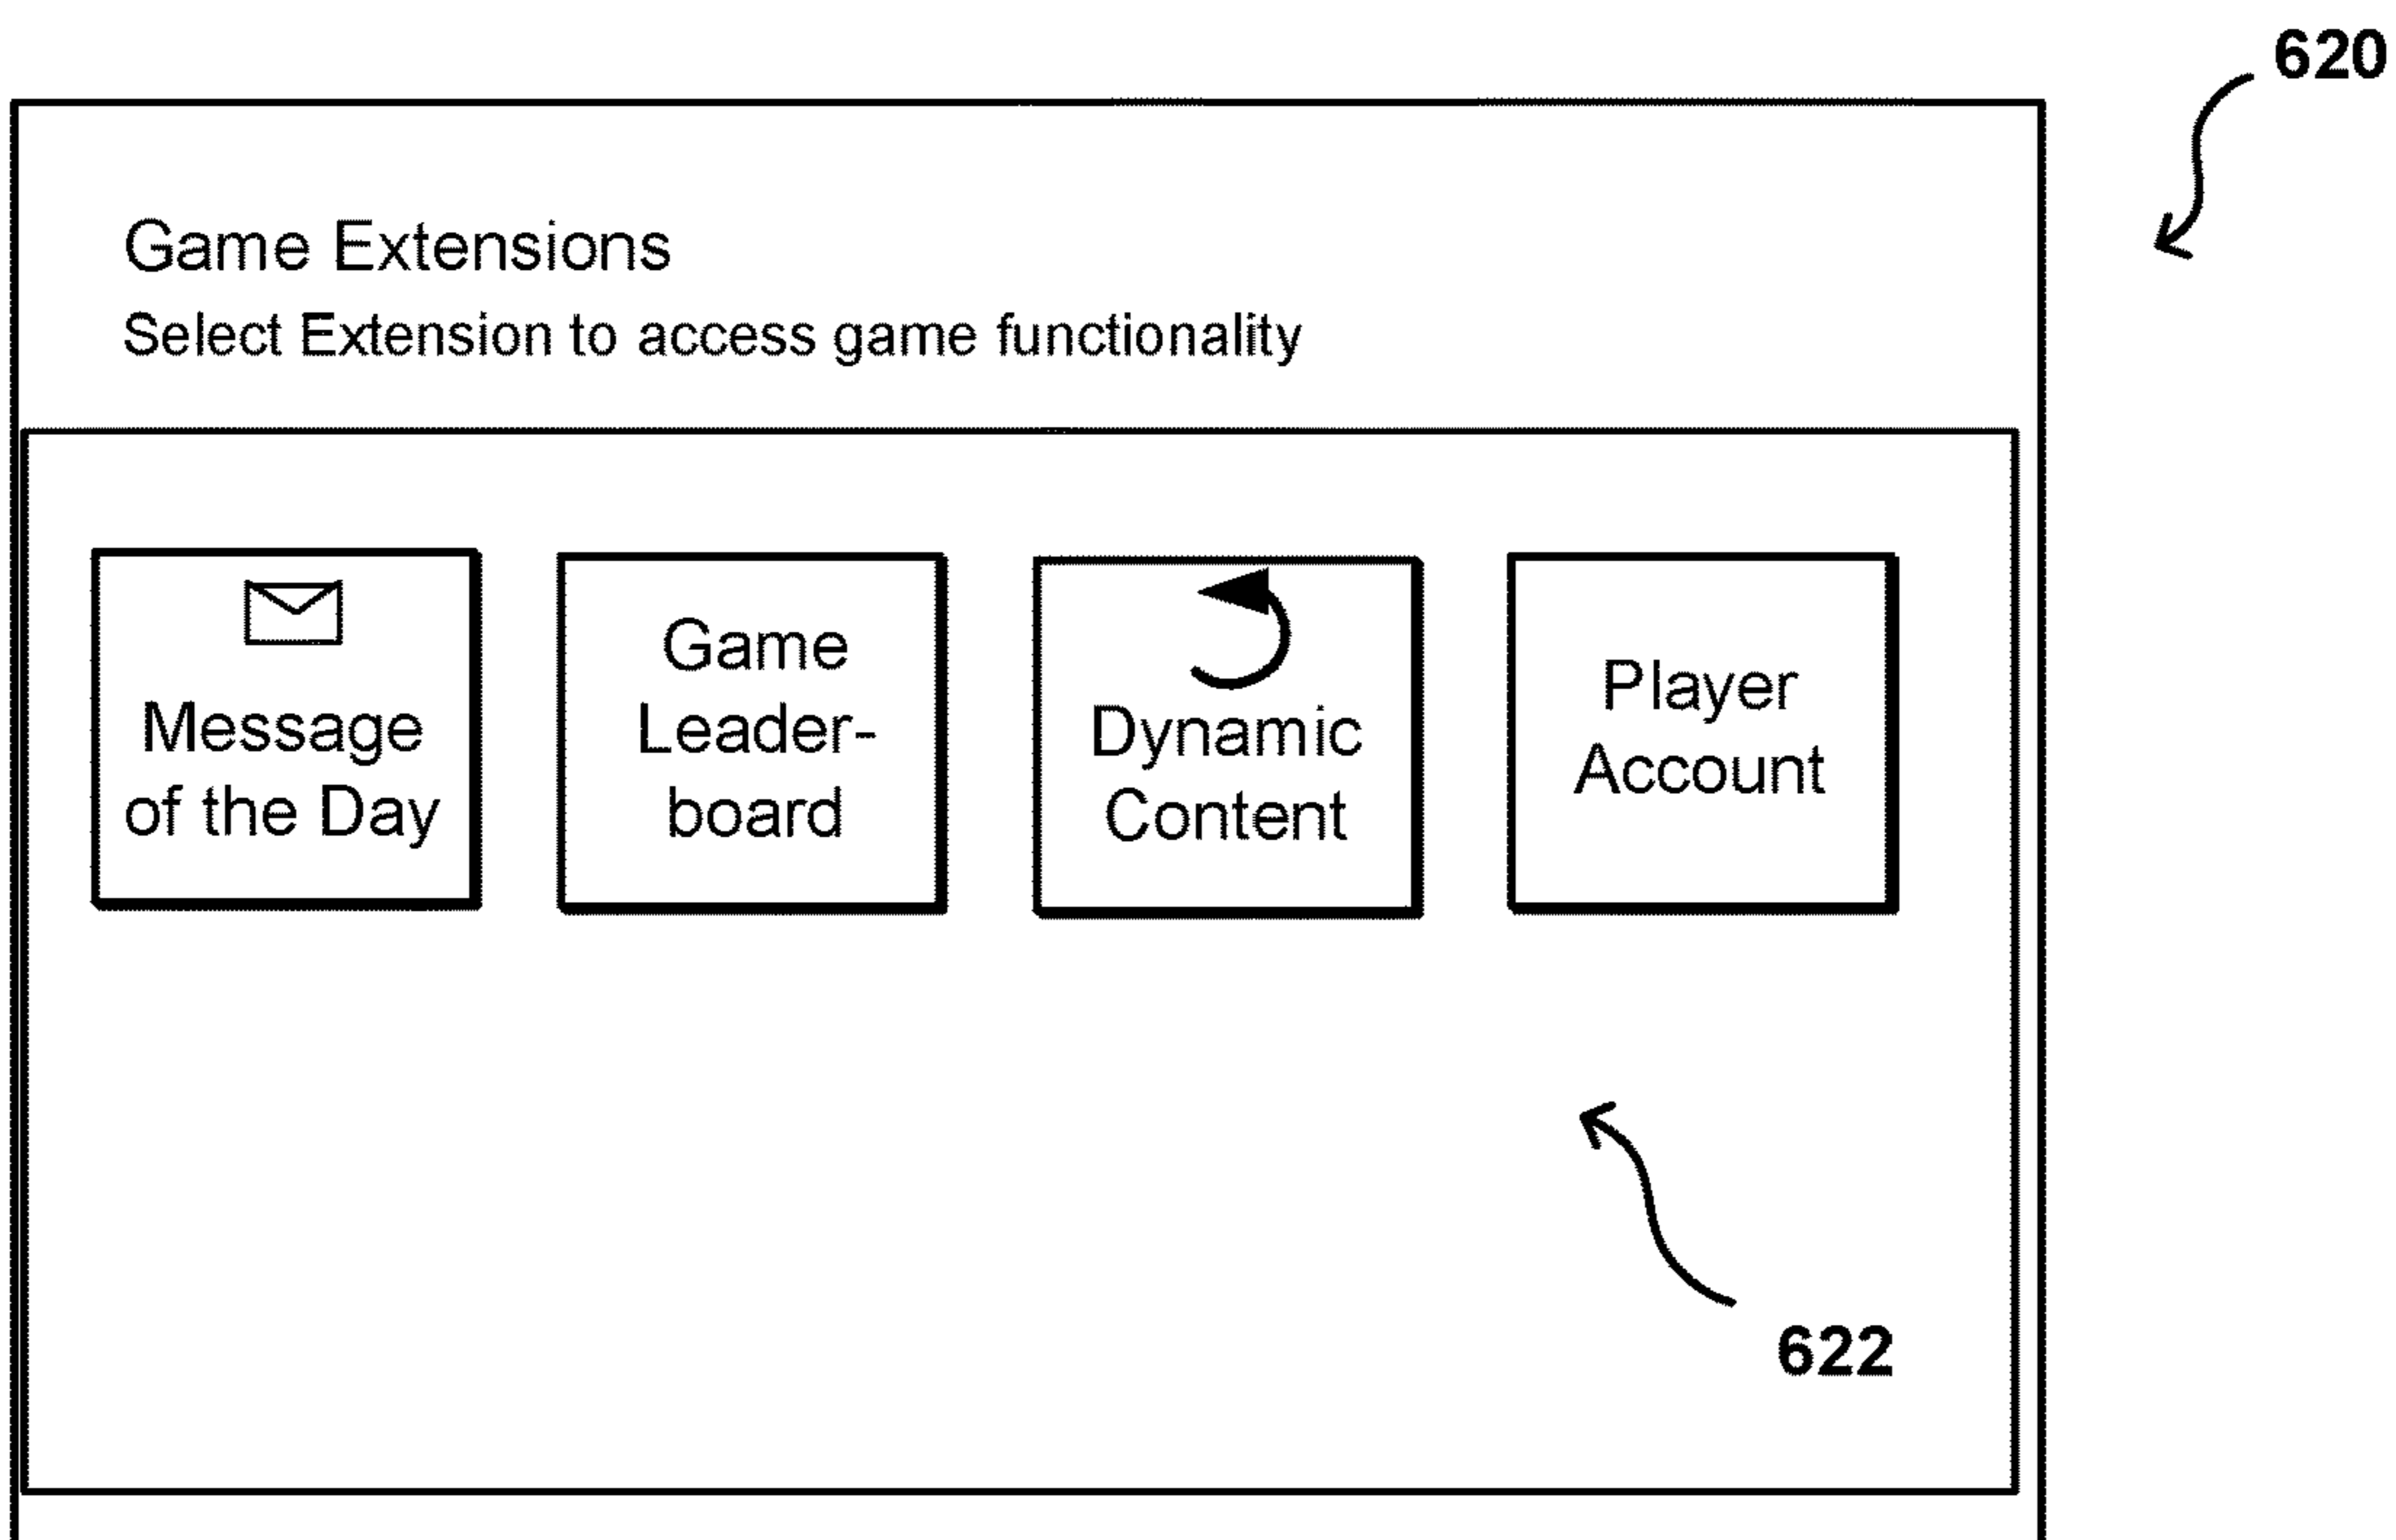 620
Game Extensions
Select Extension to access game functionality
Message
of the Day
Game
Leader-
board
Dynamic
Content
Player
Account
622